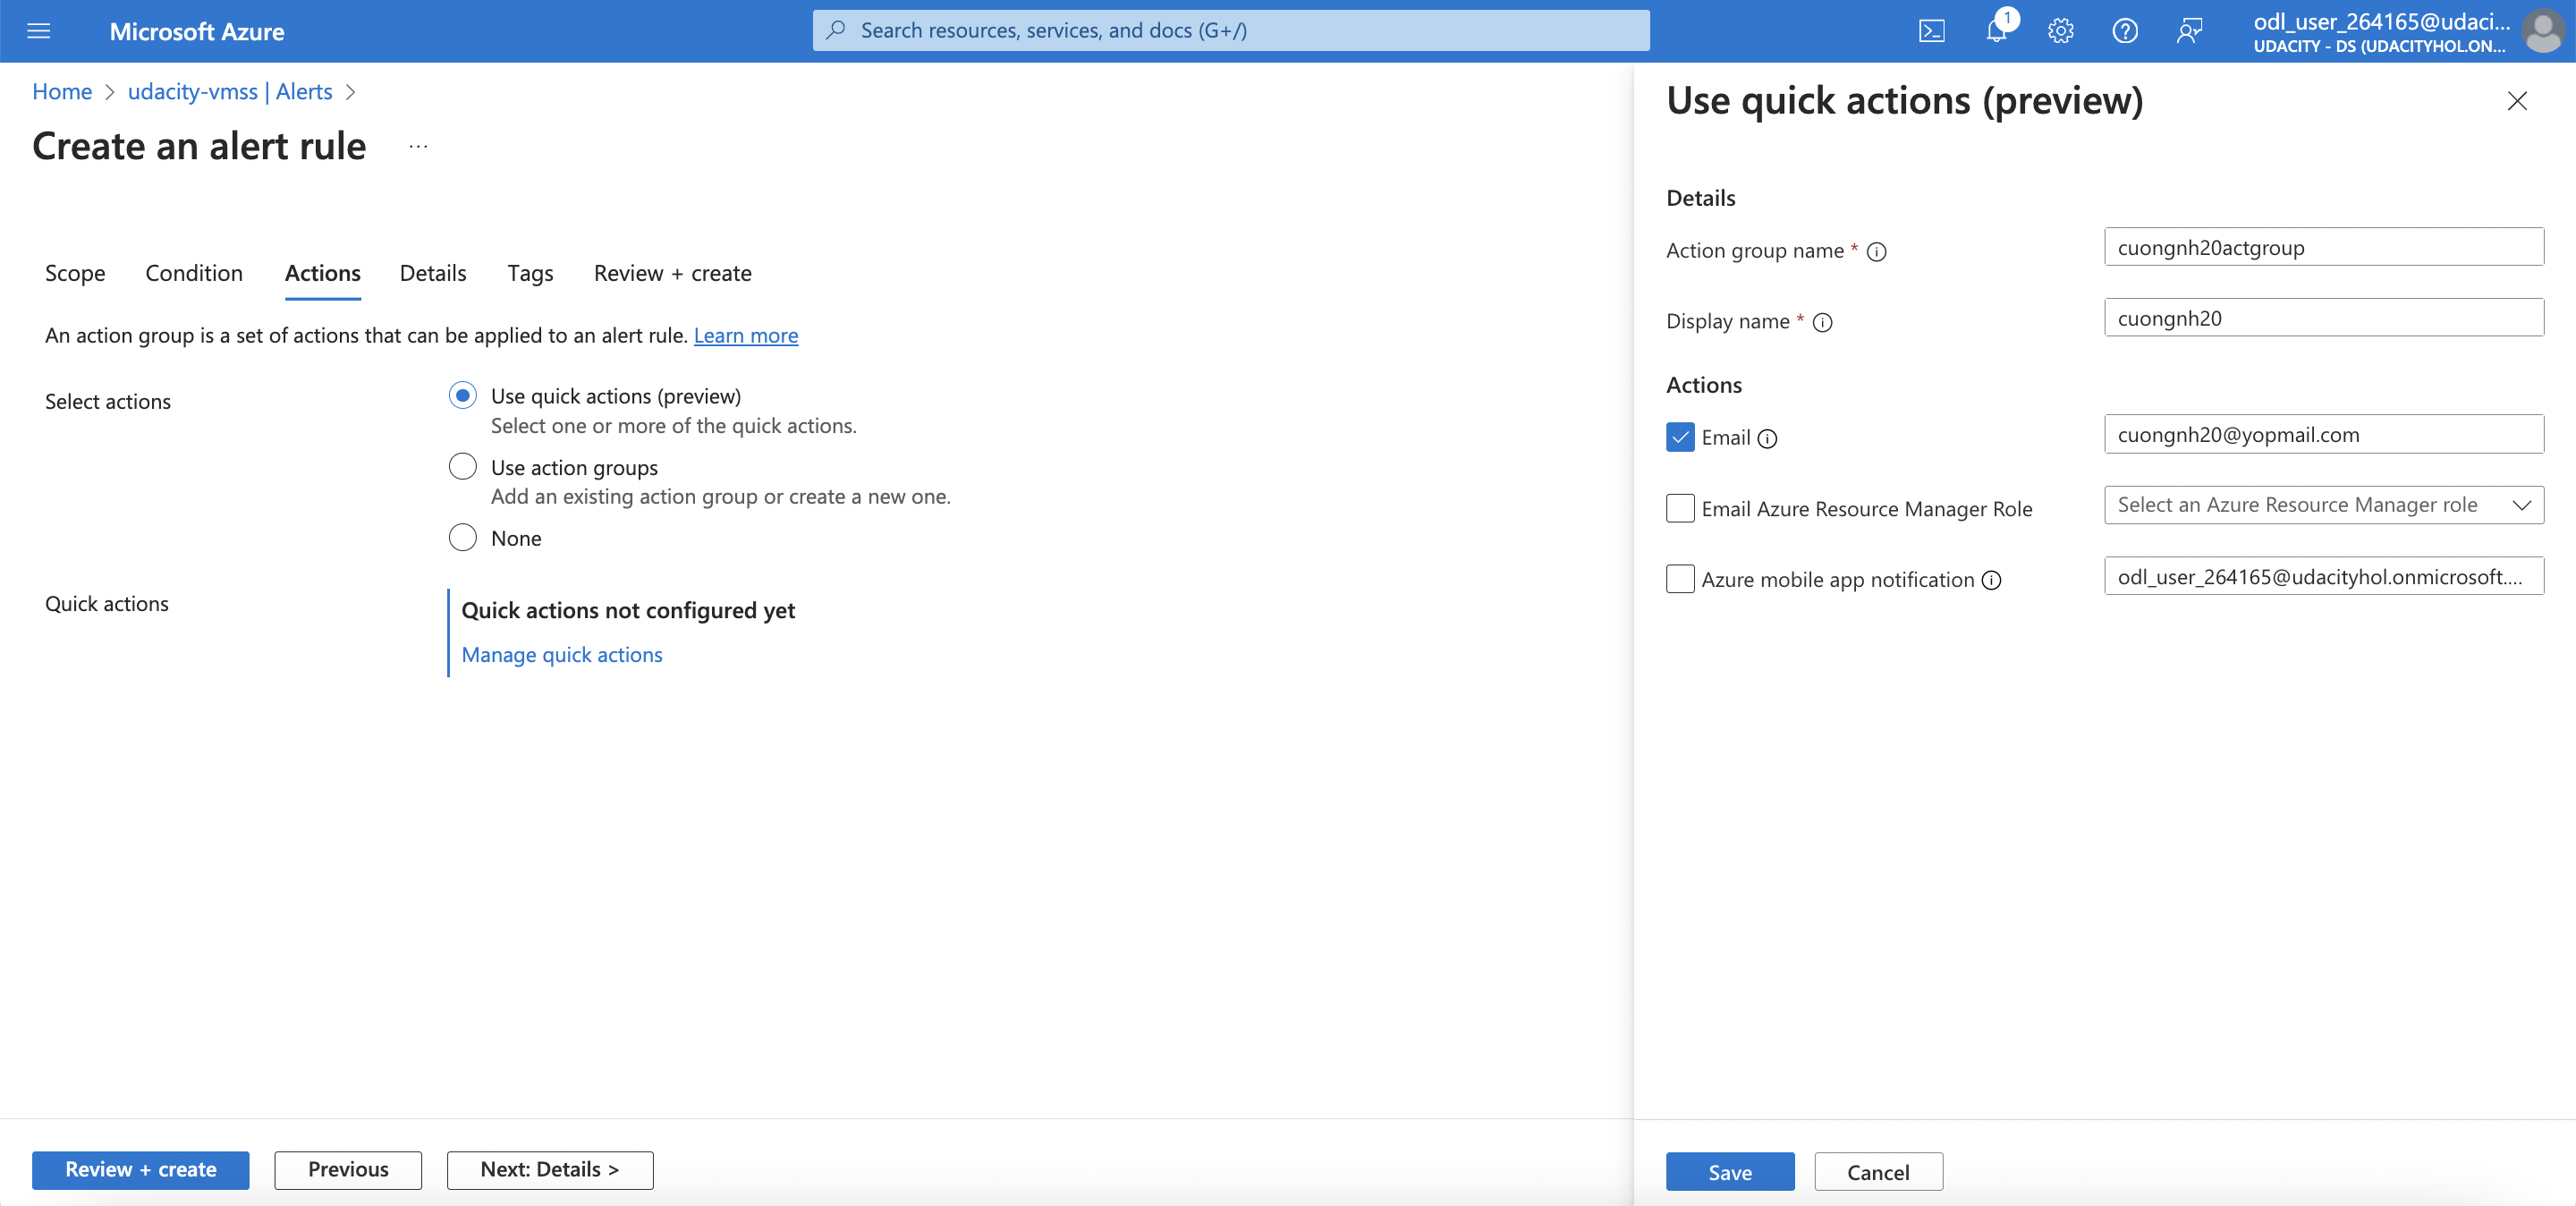 Microsoft Azure
Search resources, services, and docs (G+/)
1
odl_user_264165@udaci...
UDACITY - DS (UDACITYHOL.ON...
Home > udacity-vmss | Alerts >
Create an alert rule ...
Scope Condition Actions Details Tags Review + create
An action group is a set of actions that can be applied to an alert rule. Learn more
Select actions
Use quick actions (preview)
Select one or more of the quick actions.
Use action groups
Add an existing action group or create a new one.
None
Quick actions
Quick actions not configured yet
Manage quick actions
Review + create
Previous
Next: Details >
Use quick actions (preview)
Details
Action group name * cuongnh20actgroup
Display name * cuongnh20
Actions
Email cuongnh20@yopmail.com
Email Azure Resource Manager Role Select an Azure Resource Manager role
Azure mobile app notification odl_user_264165@udacityhol.onmicrosoft....
Save
Cancel